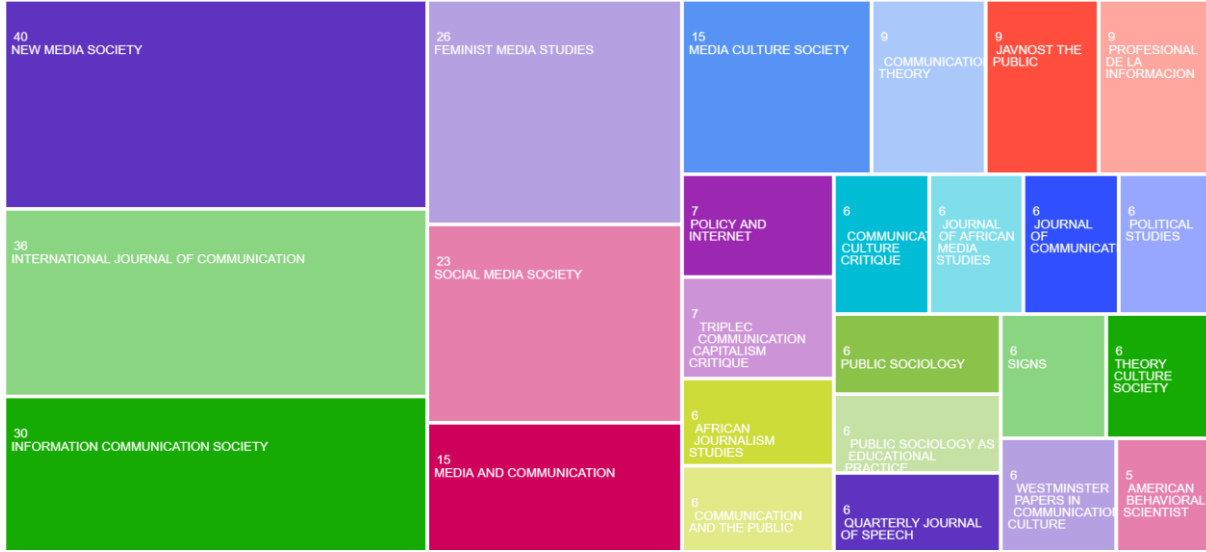 40
NEW MEDIA SOCIETY
36
INTERNATIONAL JOURNAL OF COMMUNICATION
30
INFORMATION COMMUNICATION SOCIETY
26
FEMINIST MEDIA STUDIES
23
SOCIAL MEDIA SOCIETY
15
MEDIA AND COMMUNICATION
15
MEDIA CULTURE SOCIETY
9
COMMUNICATIO
THEORY
9
JAVNOST THE
PUBLIC
9
PROFESIONAL
DE LA
INFORMACION
7
POLICY AND
INTERNET
7
TRIPLEC
COMMUNICATION
CAPITALISM
CRITIQUE
6
AFRICAN
JOURNALISM
STUDIES
6
COMMUNICATION
AND THE PUBLIC
6
COMMUNICAT
CULTURE
CRITIQUE
6
JOURNAL
OF AFRICAN
MEDIA
STUDIES
6
JOURNAL
OF
COMMUNICAT
6
POLITICAL
STUDIES
6
PUBLIC SOCIOLOGY
6
PUBLIC SOCIOLOGY AS
EDUCATIONAL
PRACTICE
6
QUARTERLY JOURNAL
OF SPEECH
6
SIGNS
6
THEORY
CULTURE
SOCIETY
6
WESTMINSTER
PAPERS IN
COMMUNICATION
CULTURE
5
AMERICAN
BEHAVIORAL
SCIENTIST